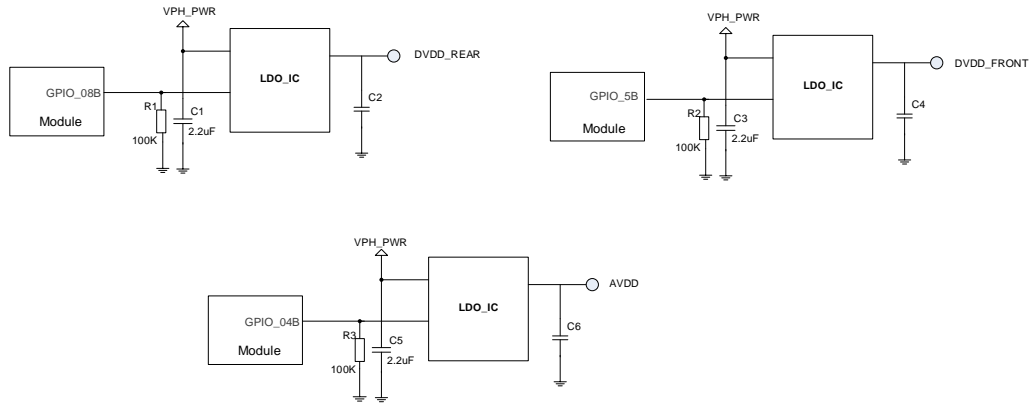 VPH_PWR
LDO_IC
DVDD_REAR
GPIO_08B
Module
R1
100K
C1
2.2uF
C2
VPH_PWR
LDO_IC
DVDD_FRONT
GPIO_5B
Module
R2
100K
C3
2.2uF
C4
VPH_PWR
LDO_IC
AVDD
GPIO_04B
Module
R3
100K
C5
2.2uF
C6